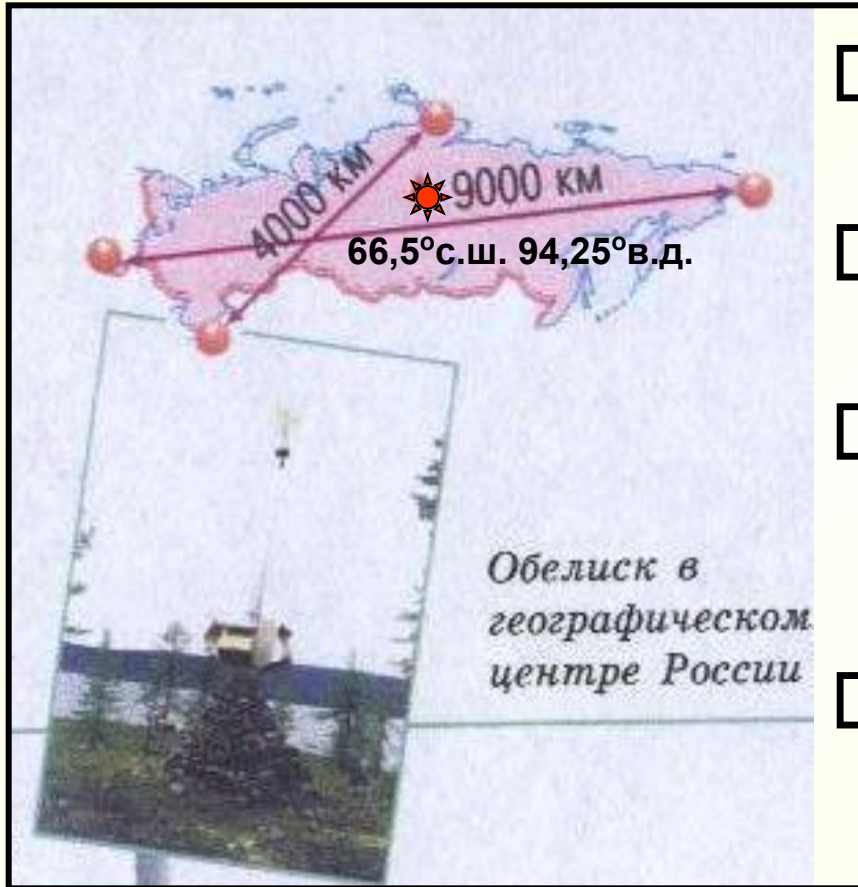 4000 км
9000 км
66,5°с.ш. 94,25°в.д.
Обелиск в
географическом
центре России